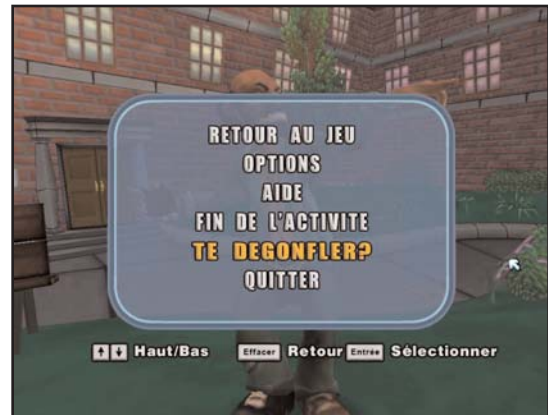 RETOUR AU JEU
OPTIONS
AIDE
FIN DE L'ACTIVITE
TE DEGONFLER?
QUITTER
Haut/Bas Effacer Retour Entrée Sélectionner